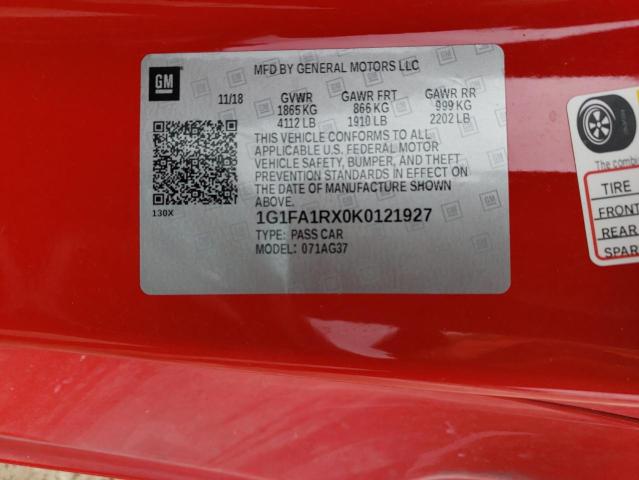 GM
MFD BY GENERAL MOTORS LLC
11/18 GVWR GAWR FRT GAWR RR
1865 KG 866 KG 999 KG
4112 LB 1910 LB 2202 LB
THIS VEHICLE CONFORMS TO ALL
APPLICABLE U.S. FEDERAL MOTOR
VEHICLE SAFETY, BUMPER, AND THEFT
PREVENTION STANDARDS IN EFFECT ON
THE DATE OF MANUFACTURE SHOWN
ABOVE.
130X
1G1FA1RX0K0121927
TYPE: PASS CAR
MODEL: 071AG37
The combi
TIRE
FRONT
REAR
SPAR